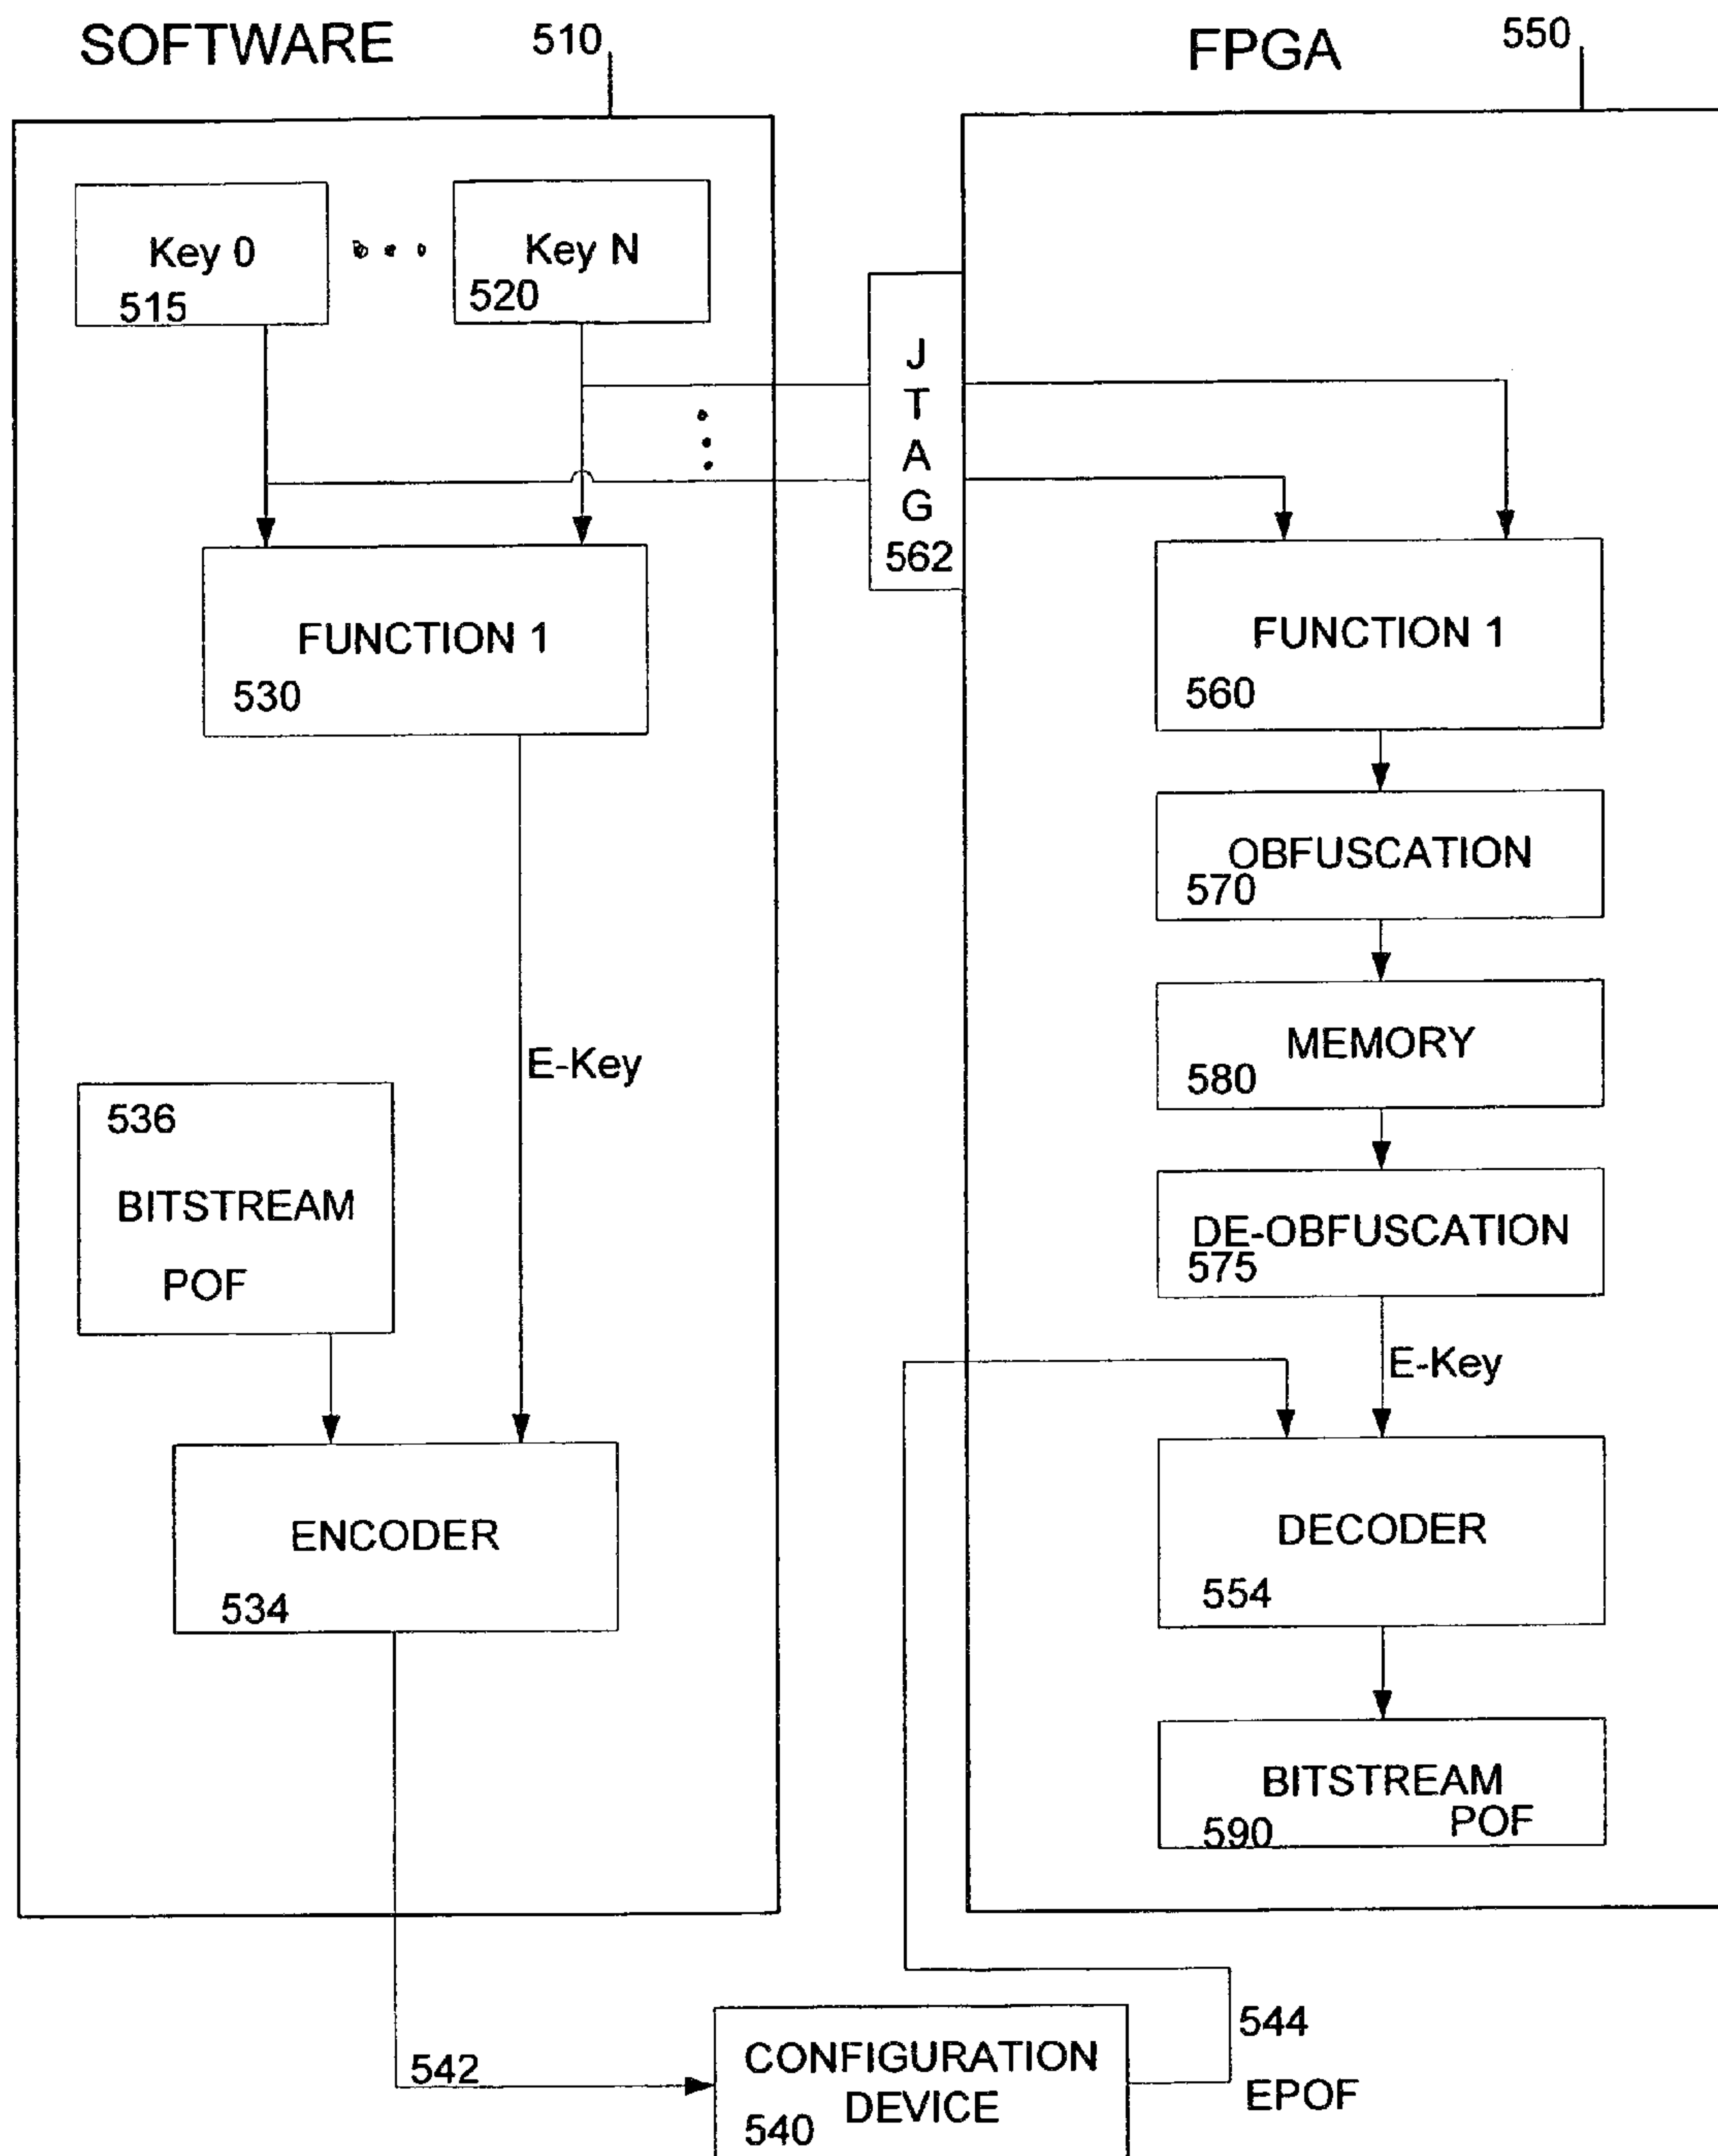 SOFTWARE
510
FPGA
550
Key 0
515
Key N
520
J
T
A
G
562
FUNCTION 1
530
FUNCTION 1
560
OBFUSCATION
570
MEMORY
580
E-Key
536
BITSTREAM
POF
DE-OBFUSCATION
575
E-Key
ENCODER
534
DECODER
554
BITSTREAM
POF
590
542
CONFIGURATION
DEVICE
540
544
EPOF